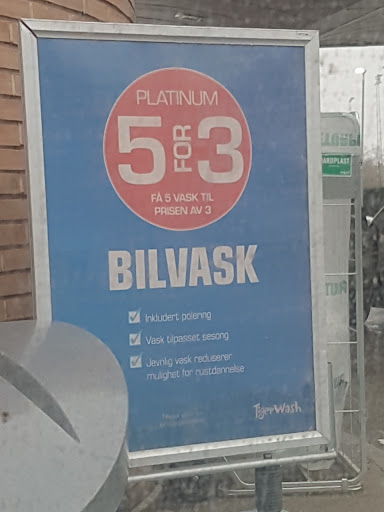 PLATINUM
5 FOR 3
FÅ 5 VASK TIL
PRISEN AV 3
BILVASK
Inkludert polering
Vask tilpasset sesong
Jevnlig vask reduserer
mulighet for rustdannelse
TigerWash